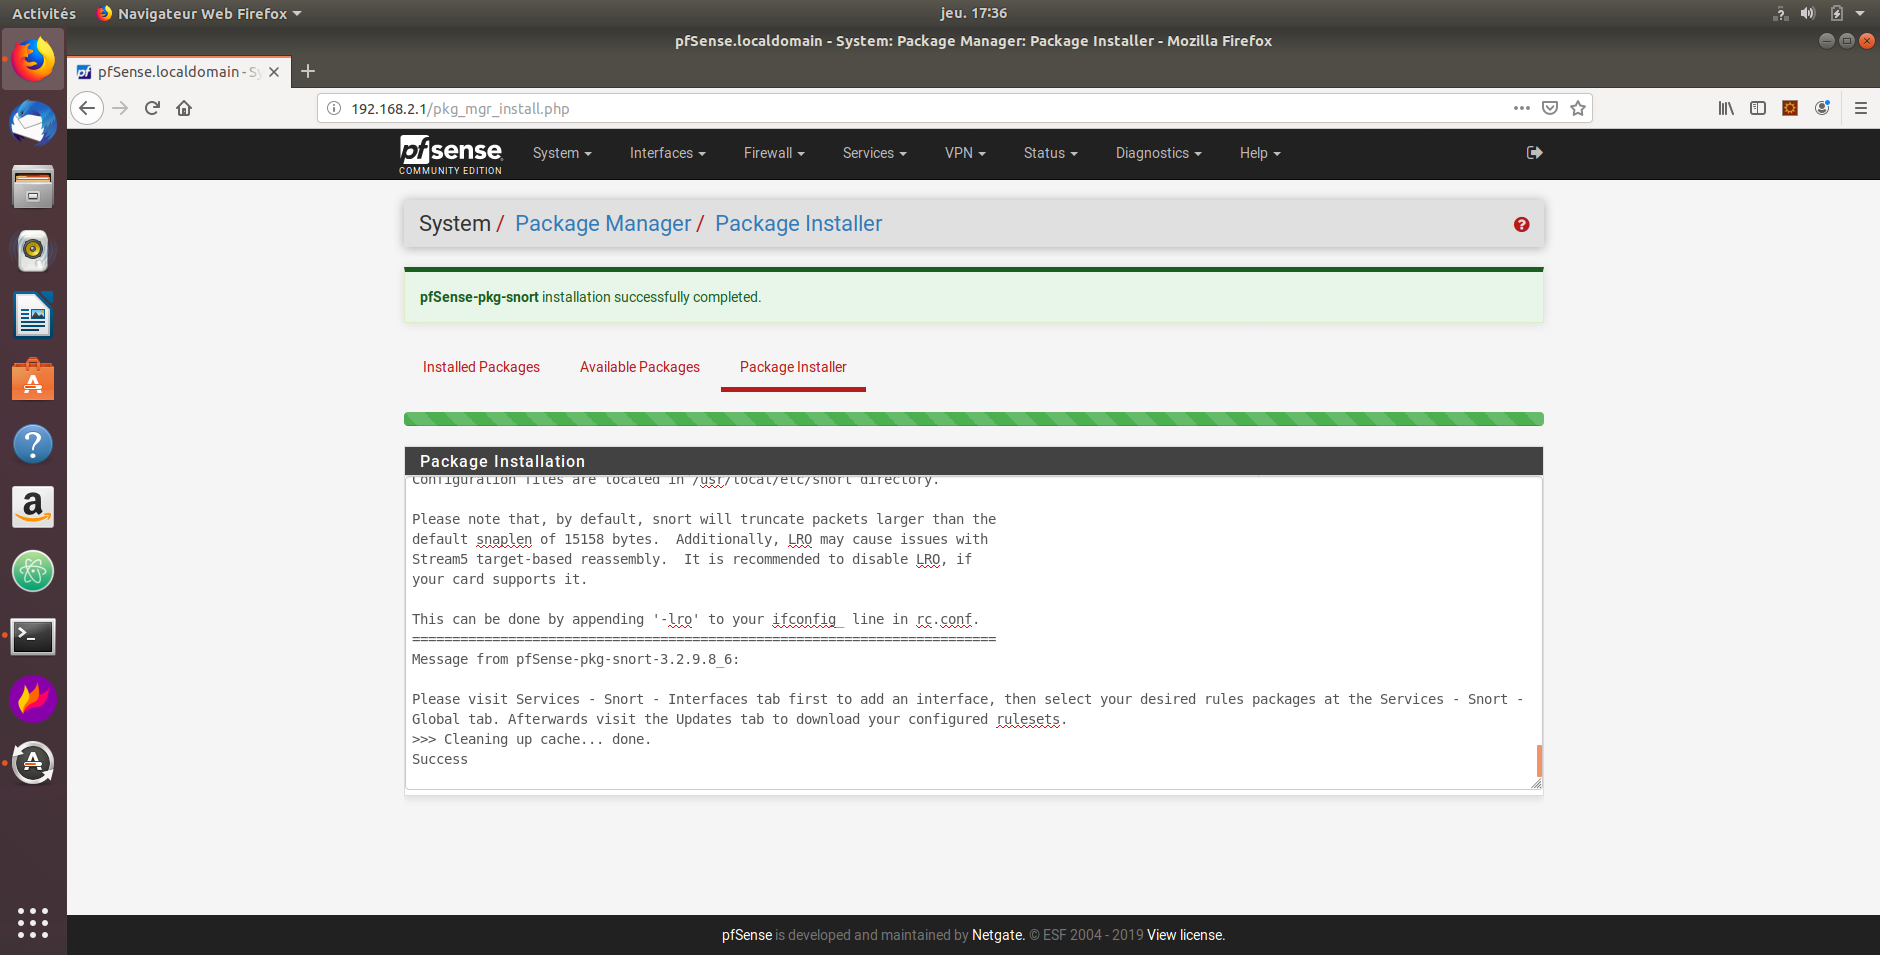 Activités
Navigateur Web Firefox
jeu. 17:36
pfSense.localdomain - System: Package Manager: Package Installer - Mozilla Firefox
pfSense.localdomain - Sy
192.168.2.1/pkg_mgr_install.php
pfsense
COMMUNITY EDITION
System
Interfaces
Firewall
Services
VPN
Status
Diagnostics
Help
System / Package Manager / Package Installer
pfSense-pkg-snort installation successfully completed.
Installed Packages
Available Packages
Package Installer
Package Installation
Configuration files are located in /usr/local/etc/snort directory.
Please note that, by default, snort will truncate packets larger than the
default snaplen of 15158 bytes.  Additionally, LRO may cause issues with
Stream5 target-based reassembly.  It is recommended to disable LRO, if
your card supports it.
This can be done by appending '-lro' to your ifconfig_ line in rc.conf.
=========================================================================
Message from pfSense-pkg-snort-3.2.9.8_6:
Please visit Services - Snort - Interfaces tab first to add an interface, then select your desired rules packages at the Services - Snort -
Global tab. Afterwards visit the Updates tab to download your configured rulesets.
>>> Cleaning up cache... done.
Success
pfSense is developed and maintained by Netgate. © ESF 2004 - 2019 View license.